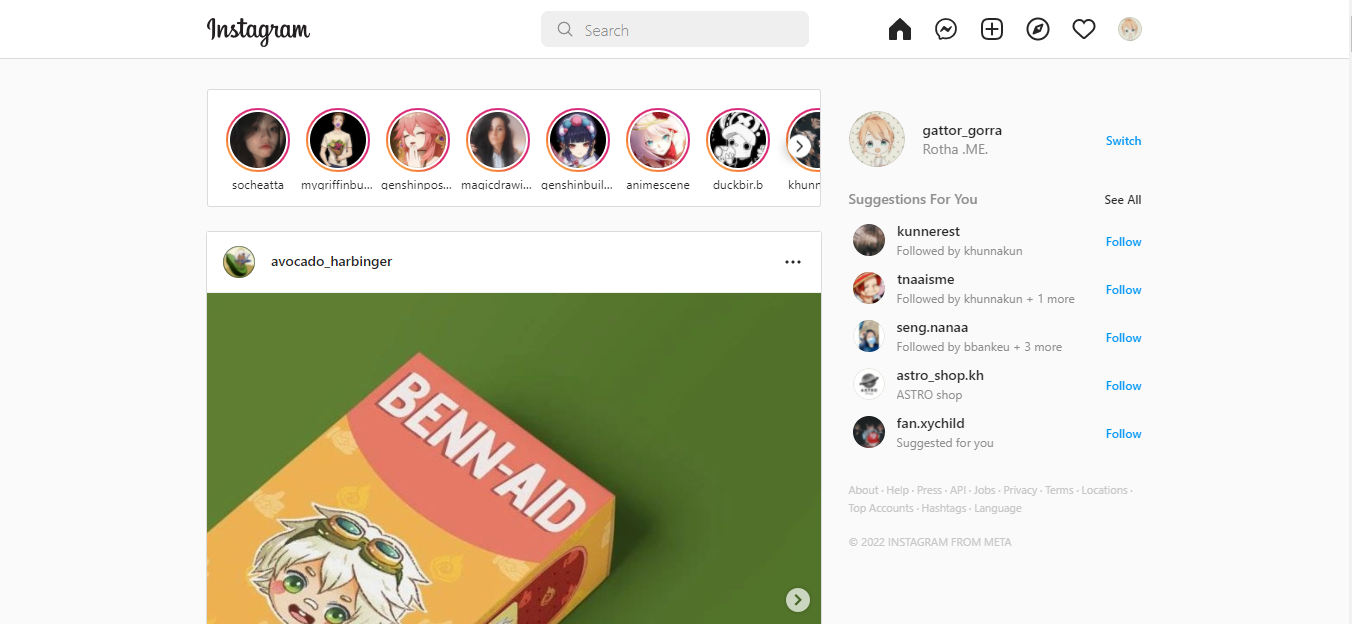 Instagram
Search
socheatta
mygriffinbu...
genshinpos...
magicdrawi...
genshinbuil...
animescene
duckbir.b
khunn
gattor_gorra
Rotha .ME.
Switch
Suggestions For You
See All
kunnerest
Followed by khunnakun
Follow
tnaaisme
Followed by khunnakun + 1 more
Follow
seng.nanaa
Followed by bbankeu + 3 more
Follow
astro_shop.kh
ASTRO shop
Follow
fan.xychild
Suggested for you
Follow
About · Help · Press · API · Jobs · Privacy · Terms · Locations ·
Top Accounts · Hashtags · Language
© 2022 INSTAGRAM FROM META
avocado_harbinger
BENN-AID
ASTRO